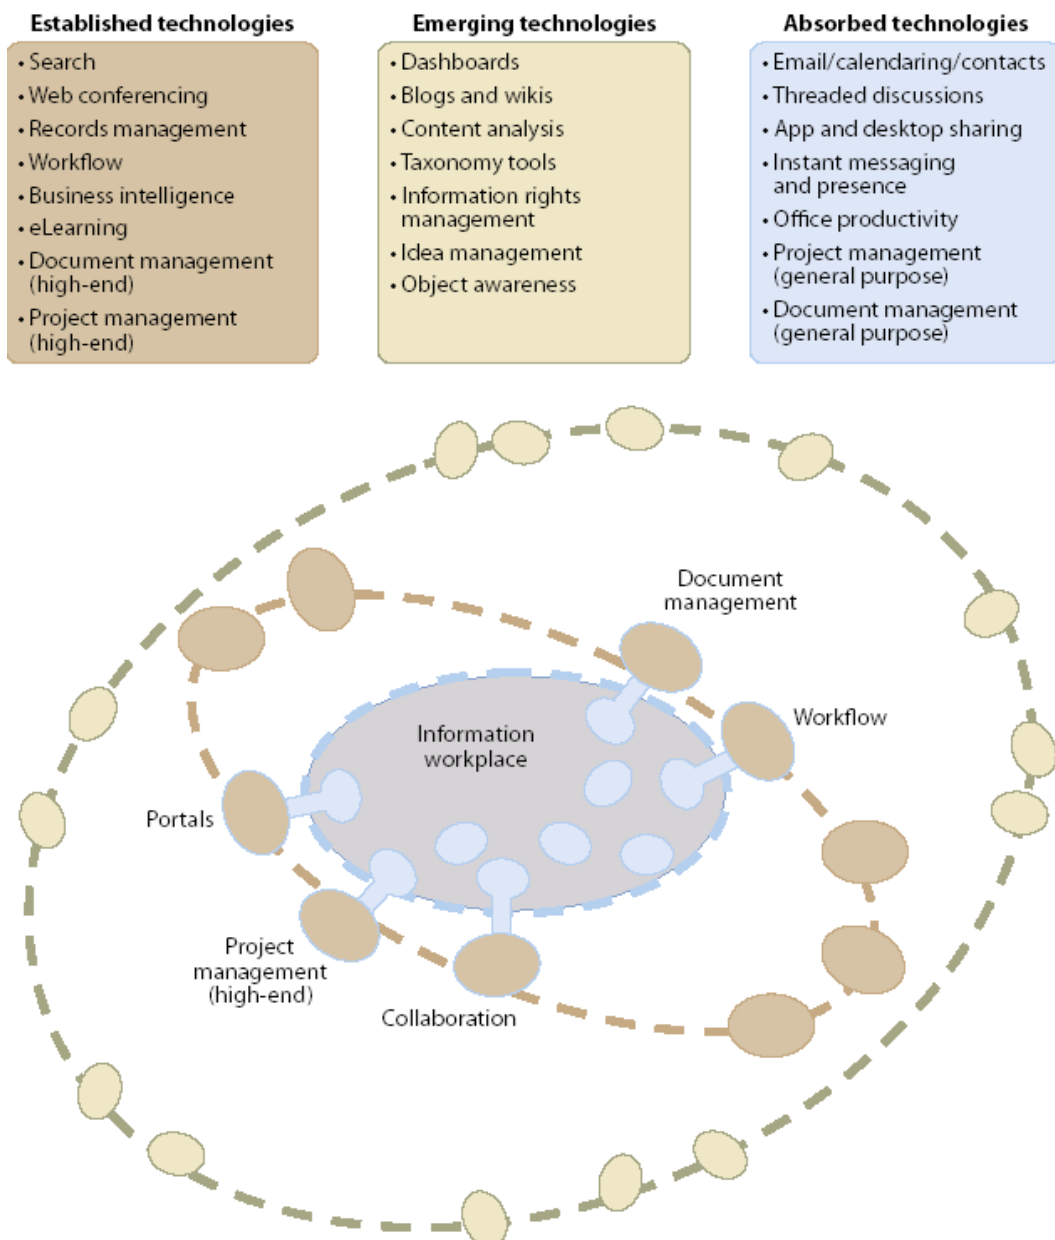 Established technologies
• Search
• Web conferencing
• Records management
• Workflow
• Business intelligence
• eLearning
• Document management
(high-end)
• Project management
(high-end)
Emerging technologies
• Dashboards
• Blogs and wikis
• Content analysis
• Taxonomy tools
• Information rights
management
• Idea management
• Object awareness
Absorbed technologies
• Email/calendaring/contacts
• Threaded discussions
• App and desktop sharing
• Instant messaging
and presence
• Office productivity
• Project management
(general purpose)
• Document management
(general purpose)
Document
management
Workflow
Information
workplace
Portals
Project
management
(high-end)
Collaboration